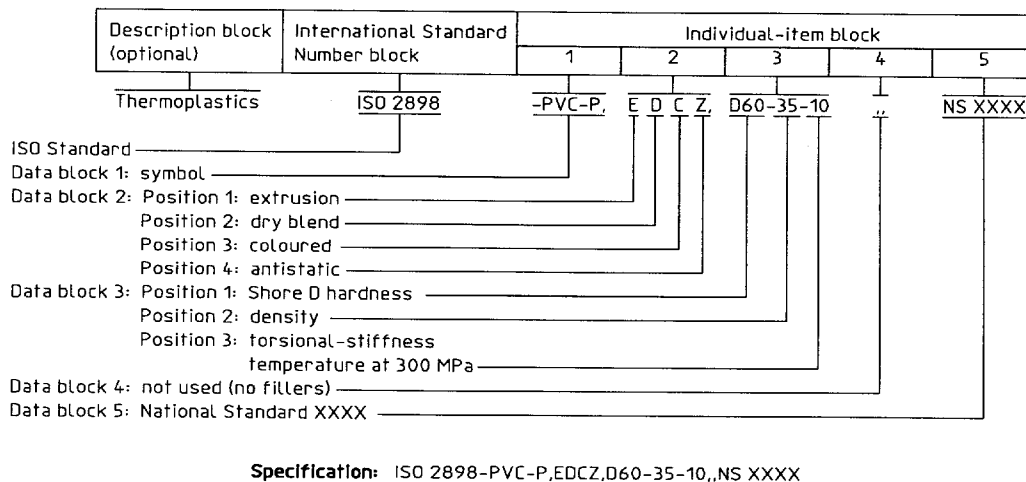 Description block
(optional)
International Standard
Number block
Individual-item block
1 2 3 4 5
Thermoplastics ISO 2898 -PVC-P, E D C Z, D60-35-10 ,, NS XXXX
ISO Standard
Data block 1: symbol
Data block 2: Position 1: extrusion
Position 2: dry blend
Position 3: coloured
Position 4: antistatic
Data block 3: Position 1: Shore D hardness
Position 2: density
Position 3: torsional-stiffness
temperature at 300 MPa
Data block 4: not used (no fillers)
Data block 5: National Standard XXXX
Specification: ISO 2898-PVC-P,EDCZ,D60-35-10,,NS XXXX